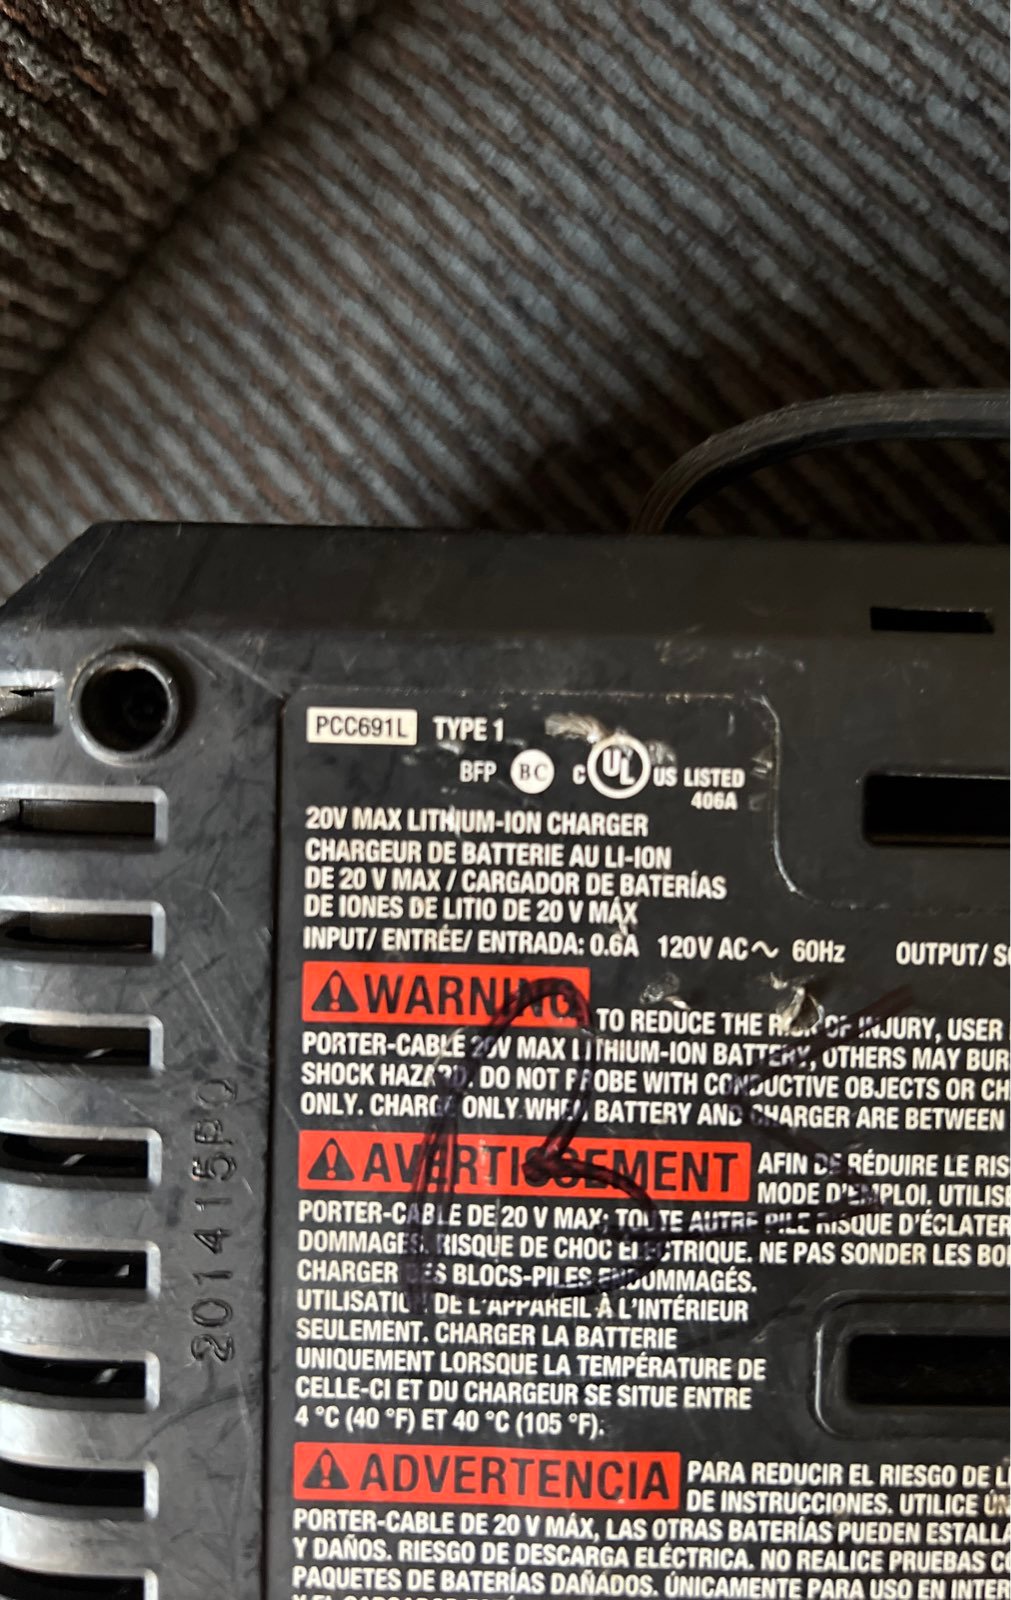 PCC691L TYPE 1
BFP BC C UL US LISTED
406A
20V MAX LITHIUM-ION CHARGER
CHARGEUR DE BATTERIE AU LI-ION
DE 20 V MAX / CARGADOR DE BATERÍAS
DE IONES DE LITIO DE 20 V MÁX
INPUT/ ENTRÉE/ ENTRADA: 0.6A 120V AC 60Hz OUTPUT/
WARNING TO REDUCE THE RISK OF INJURY, USER
PORTER-CABLE 20V MAX LITHIUM-ION BATTERY, OTHERS MAY
SHOCK HAZARD. DO NOT PROBE WITH CONDUCTIVE OBJECTS OR
ONLY. CHARGE ONLY WHEN BATTERY AND CHARGER ARE BETWEEN
AVERTISSEMENT AFIN DE RÉDUIRE LE
MODE D'EMPLOI.
PORTER-CABLE DE 20 V MAX; TOUTE AUTRE PILE RISQUE D'ÉCLATER
DOMMAGES. RISQUE DE CHOC ÉLECTRIQUE. NE PAS SONDER LES
CHARGER DES BLOCS-PILES ENDOMMAGÉS.
UTILISATION DE L'APPAREIL À L'INTÉRIEUR
SEULEMENT. CHARGER LA BATTERIE
UNIQUEMENT LORSQUE LA TEMPÉRATURE DE
CELLE-CI ET DU CHARGEUR SE SITUE ENTRE
4 °C (40 °F) ET 40 °C (105 °F).
ADVERTENCIA PARA REDUCIR EL RIESGO DE
DE INSTRUCCIONES. UTILICE
PORTER-CABLE DE 20 V MÁX, LAS OTRAS BATERÍAS PUEDEN
Y DAÑOS. RIESGO DE DESCARGA ELÉCTRICA. NO REALICE PRUEBAS
PAQUETES DE BATERÍAS DAÑADOS. ÚNICAMENTE PARA USO EN
201415PQ